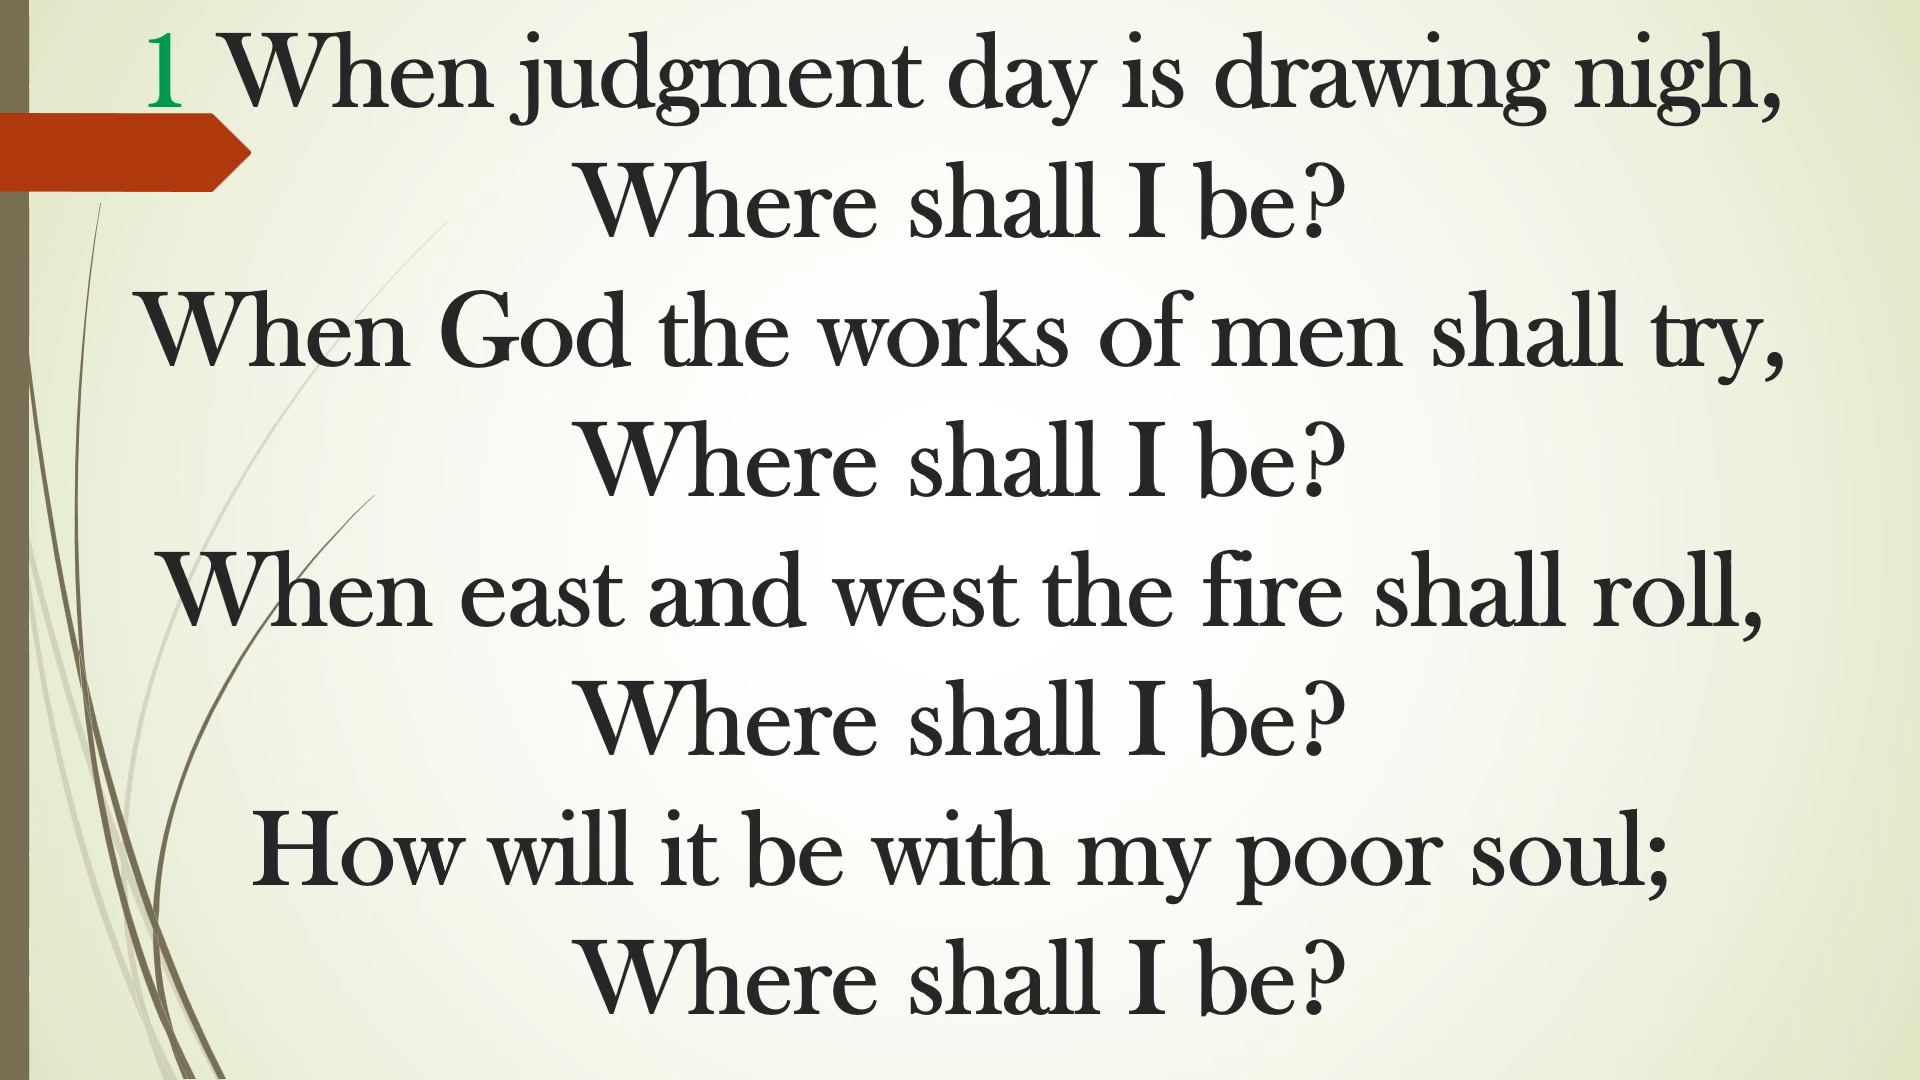 1 When judgment day is drawing nigh,
Where shall I be?
When God the works of men shall try,
Where shall I be?
When east and west the fire shall roll,
Where shall I be?
How will it be with my poor soul;
Where shall I be?